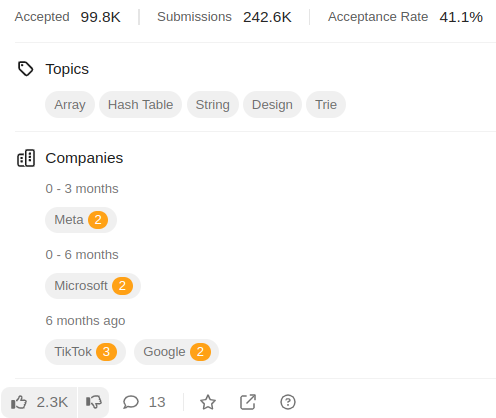 Accepted 99.8K Submissions 242.6K Acceptance Rate 41.1%
Topics
Array Hash Table String Design Trie
Companies
0 - 3 months
Meta 2
0 - 6 months
Microsoft 2
6 months ago
TikTok 3 Google 2
2.3K 13